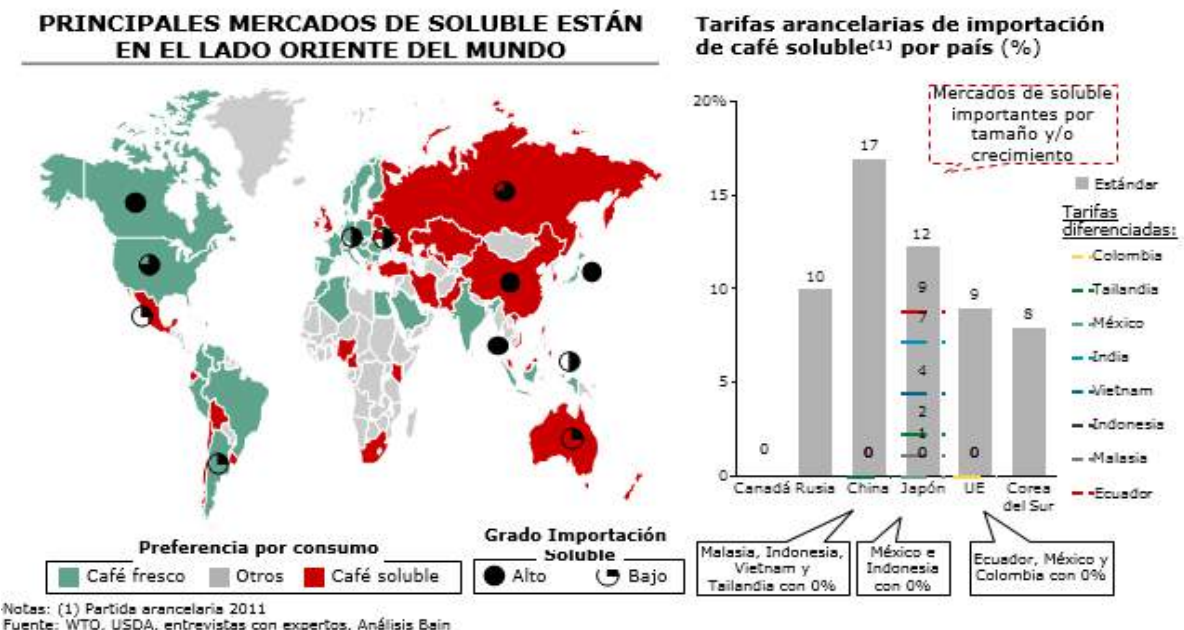 PRINCIPALES MERCADOS DE SOLUBLE ESTÁN
EN EL LADO ORIENTE DEL MUNDO
Preferencia por consumo
Café fresco
Otros
Café soluble
Grado Importación
Soluble
Alto
Bajo
Tarifas arancelarias de importación
de café soluble(1) por país (%)
Mercados de soluble
importantes por
tamaño y/o
crecimiento
20%
15
10
5
0
0
10
17
0
12
9
7
4
2
1
0
9
0
8
Canadá Rusia China Japón UE Corea
del Sur
Estándar
Tarifas
diferenciadas:
Colombia
Tailandia
México
India
Vietnam
Indonesia
Malasia
Ecuador
Malasia, Indonesia,
Vietnam y
Tailandia con 0%
México e
Indonesia
con 0%
Ecuador, México y
Colombia con 0%
Notas: (1) Partida arancelaria 2011
Fuente: WTO, USDA, entrevistas con expertos, Análisis Bain